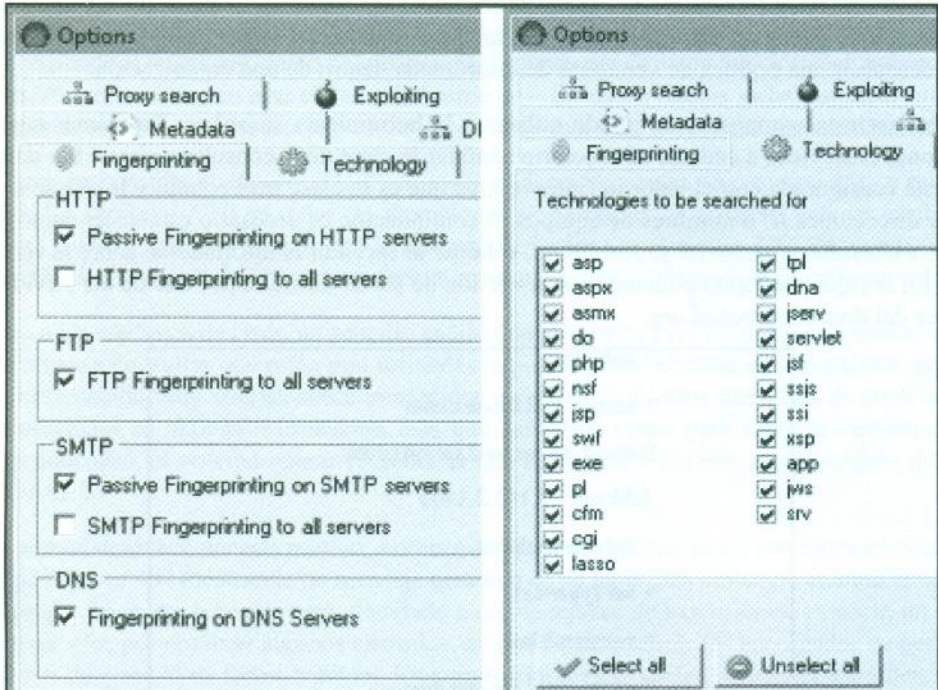 Options
Proxy search
Exploiting
Metadata
Fingerprinting
Technology
HTTP
Passive Fingerprinting on HTTP servers
HTTP Fingerprinting to all servers
FTP
FTP Fingerprinting to all servers
SMTP
Passive Fingerprinting on SMTP servers
SMTP Fingerprinting to all servers
DNS
Fingerprinting on DNS Servers
Options
Proxy search
Exploiting
Metadata
Fingerprinting
Technology
Technologies to be searched for
asp
aspx
asmx
do
php
nsf
jsp
swf
exe
pl
cfm
cgi
lasso
tpl
dna
jserv
servlet
jsf
ssjs
ssi
xsp
app
jws
srv
Select all
Unselect all